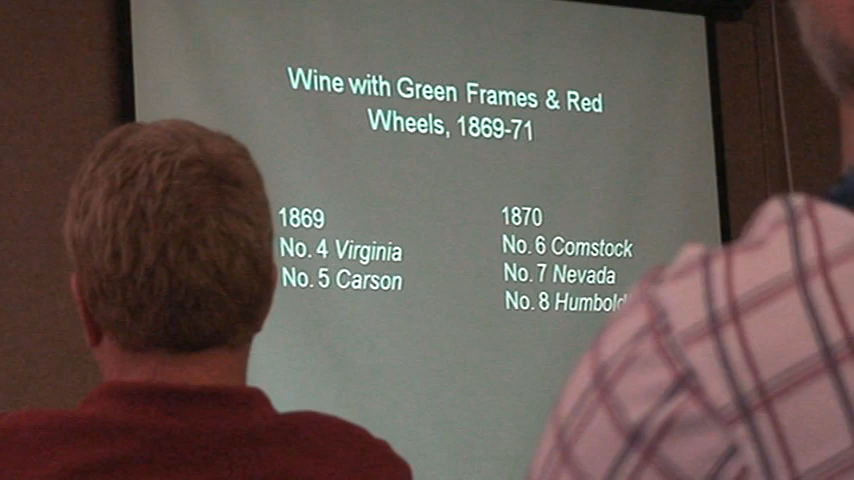 Wine with Green Frames & Red
Wheels, 1869-71
1869
No. 4 Virginia
No. 5 Carson
1870
No. 6 Comstock
No. 7 Nevada
No. 8